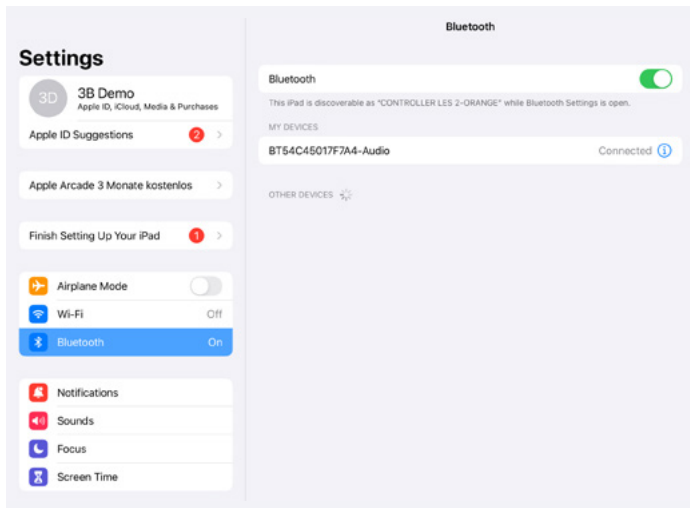 Settings
3D
3B Demo
Apple ID, iCloud, Media & Purchases
Apple ID Suggestions 2
Apple Arcade 3 Monate kostenlos
Finish Setting Up Your iPad 1
Airplane Mode
Wi-Fi Off
Bluetooth On
Notifications
Sounds
Focus
Screen Time
Bluetooth
Bluetooth
This iPad is discoverable as "CONTROLLER LES 2-ORANGE" while Bluetooth Settings is open.
MY DEVICES
BT54C45017F7A4-Audio Connected
OTHER DEVICES